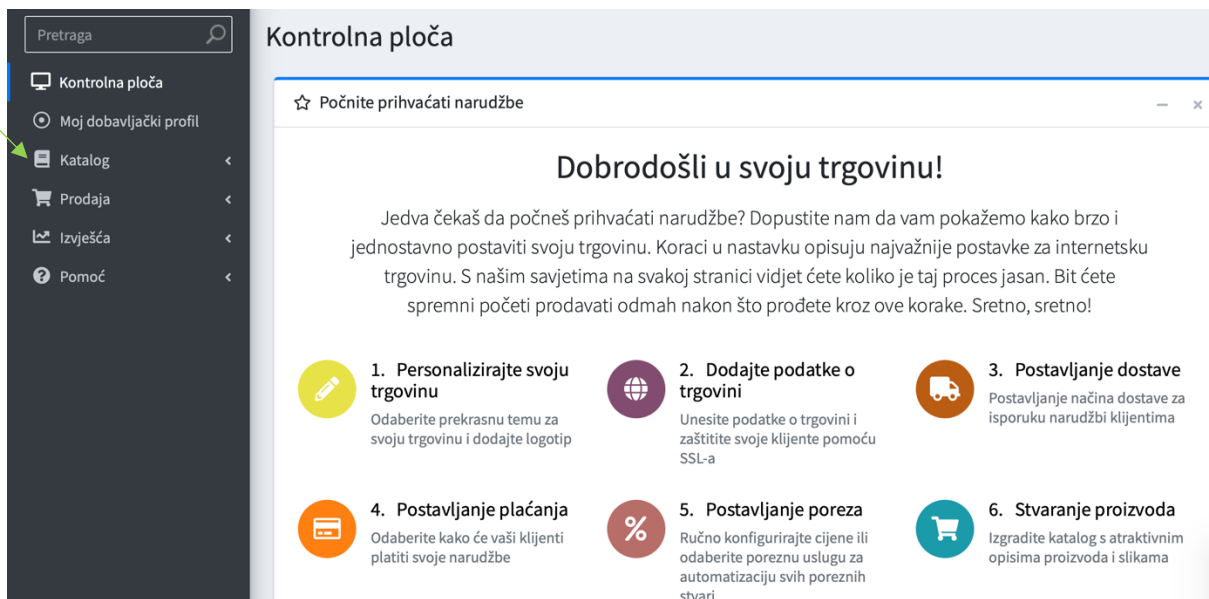 Pretraga
Kontrolna ploča
Moj dobavljački profil
Katalog
Prodaja
Izvješća
Pomoć
Kontrolna ploča
Počnite prihvaćati narudžbe
Dobrodošli u svoju trgovinu!
Jedva čekaš da počneš prihvaćati narudžbe? Dopustite nam da vam pokažemo kako brzo i
jednostavno postaviti svoju trgovinu. Koraci u nastavku opisuju najvažnije postavke za internetsku
trgovinu. S našim savjetima na svakoj stranici vidjet ćete koliko je taj proces jasan. Bit ćete
spremni početi prodavati odmah nakon što prođete kroz ove korake. Sretno, sretno!
1. Personalizirajte svoju
trgovinu
Odaberite prekrasnu temu za
svoju trgovinu i dodajte logotip
2. Dodajte podatke o
trgovini
Unesite podatke o trgovini i
zaštitite svoje klijente pomoću
SSL-a
3. Postavljanje dostave
Postavljanje načina dostave za
isporuku narudžbi klijentima
4. Postavljanje plaćanja
Odaberite kako će vaši klijenti
platiti svoje narudžbe
5. Postavljanje poreza
Ručno konfigurirajte cijene ili
odaberite poreznu uslugu za
automatizaciju svih poreznih
stvari
6. Stvaranje proizvoda
Izgradite katalog s atraktivnim
opisima proizvoda i slikama